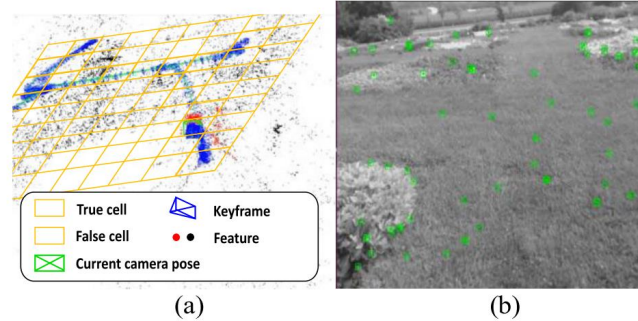 True cell
Keyframe
False cell
Feature
Current camera pose
(a)
(b)